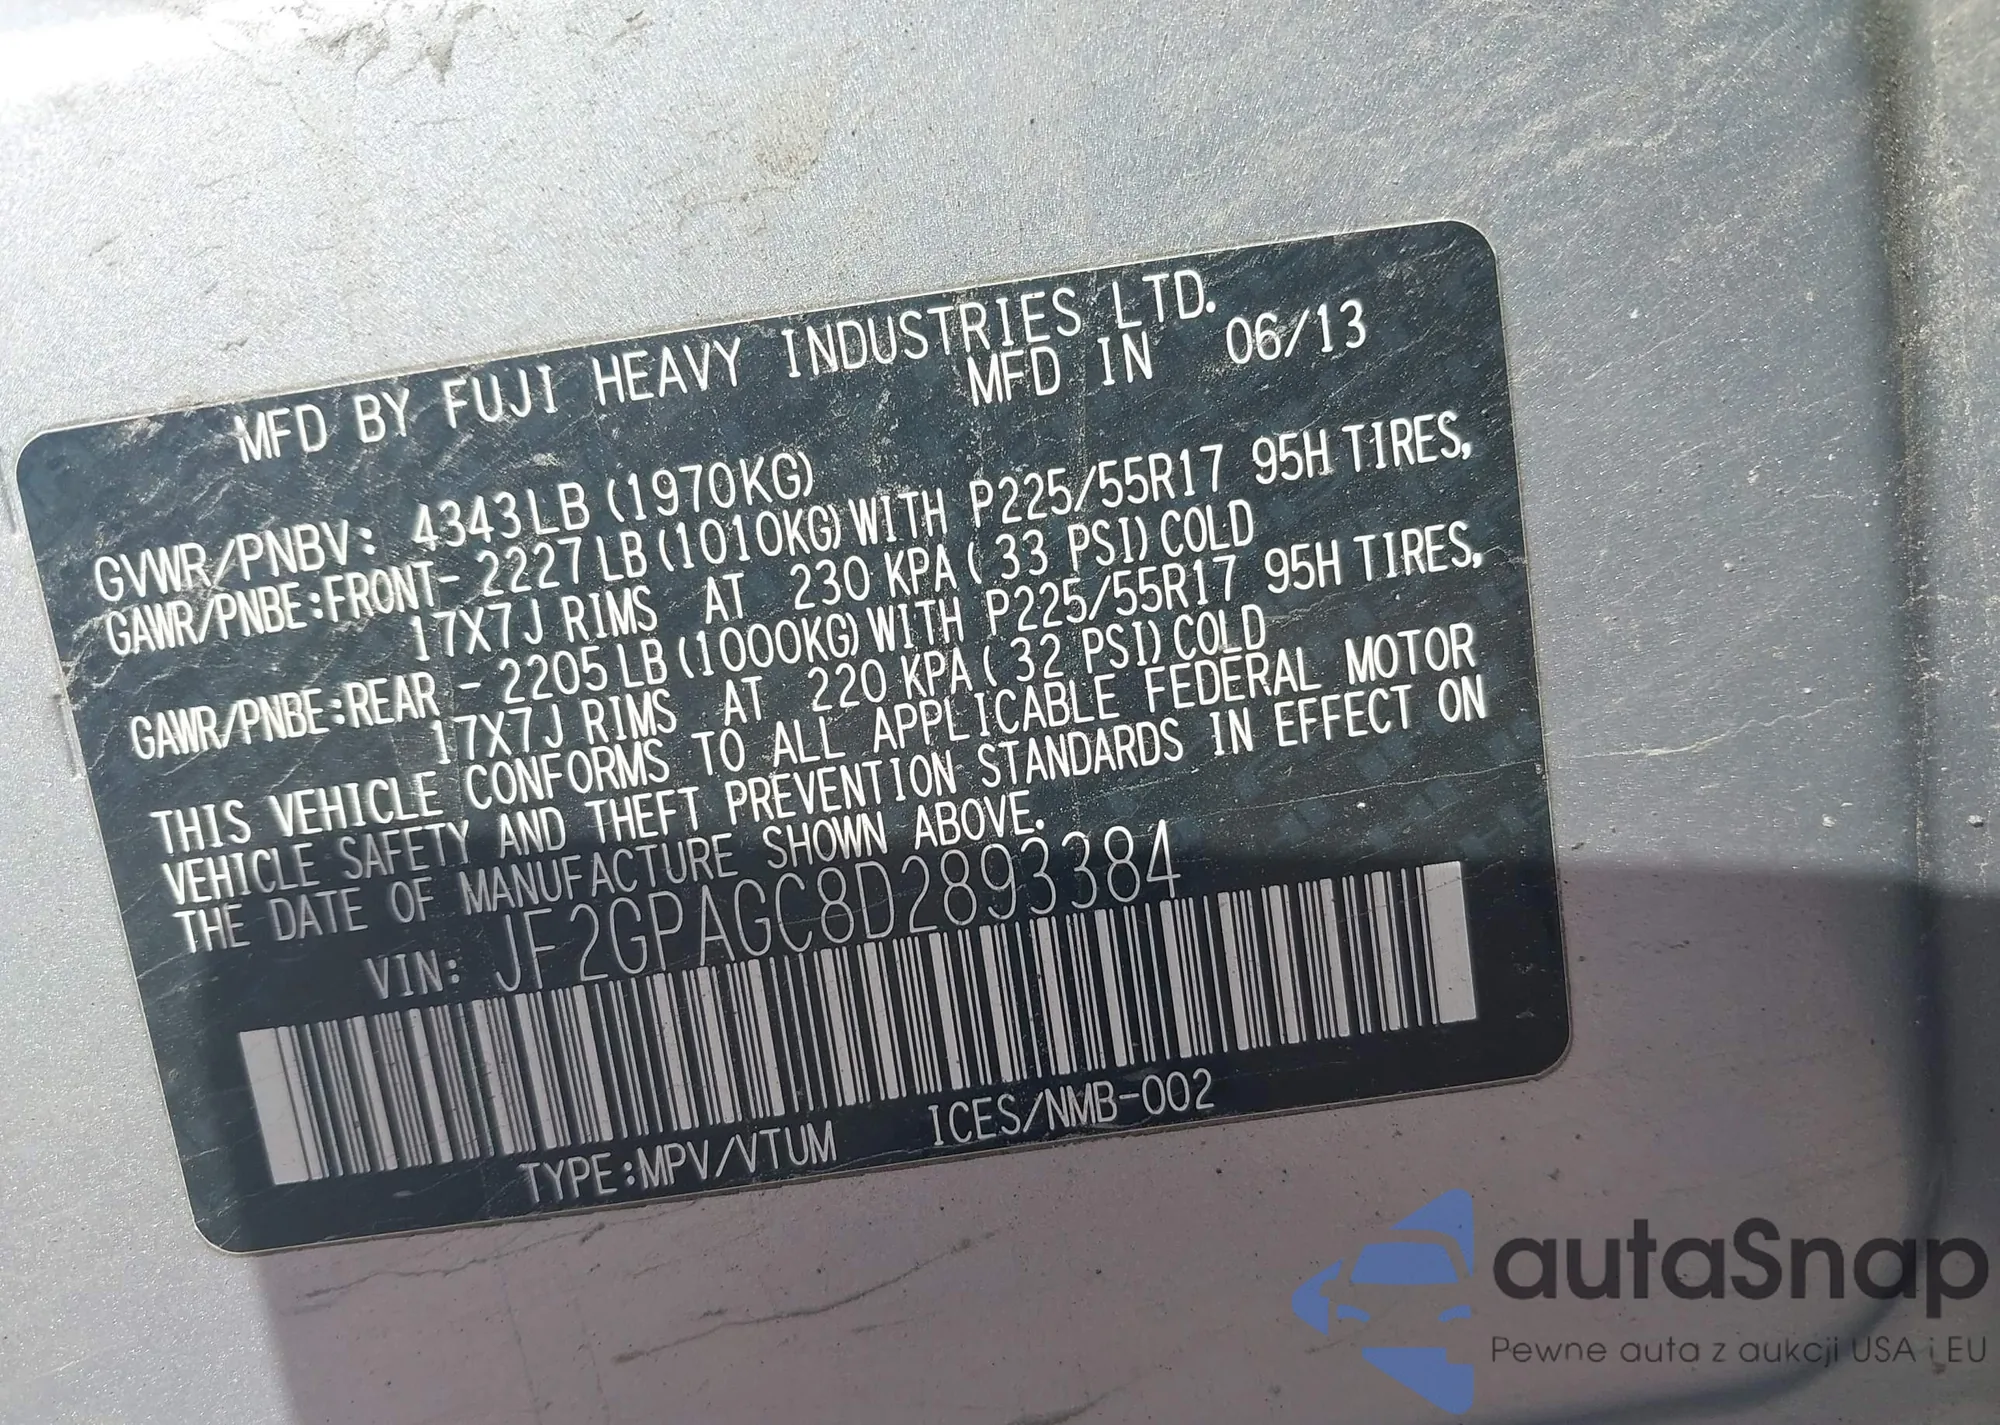 MFD BY FUJI HEAVY INDUSTRIES LTD.
MFD IN 06/13
GVWR/PNBV: 4343LB (1970KG)
GAWR/PNBE:FRONT- 2227LB(1010KG)WITH P225/55R17 95H TIRES,
17X7J RIMS AT 230 KPA( 33 PSI)COLD
GAWR/PNBE:REAR - 2205LB(1000KG)WITH P225/55R17 95H TIRES,
17X7J RIMS AT 220 KPA( 32 PSI)COLD
THIS VEHICLE CONFORMS TO ALL APPLICABLE FEDERAL MOTOR
VEHICLE SAFETY AND THEFT PREVENTION STANDARDS IN EFFECT ON
THE DATE OF MANUFACTURE SHOWN ABOVE.
VIN: JF2GPAGC8D2893384
TYPE:MPV/VTUM ICES/NMB-002
autaSnap
Pewne auta z aukcji USA i EU